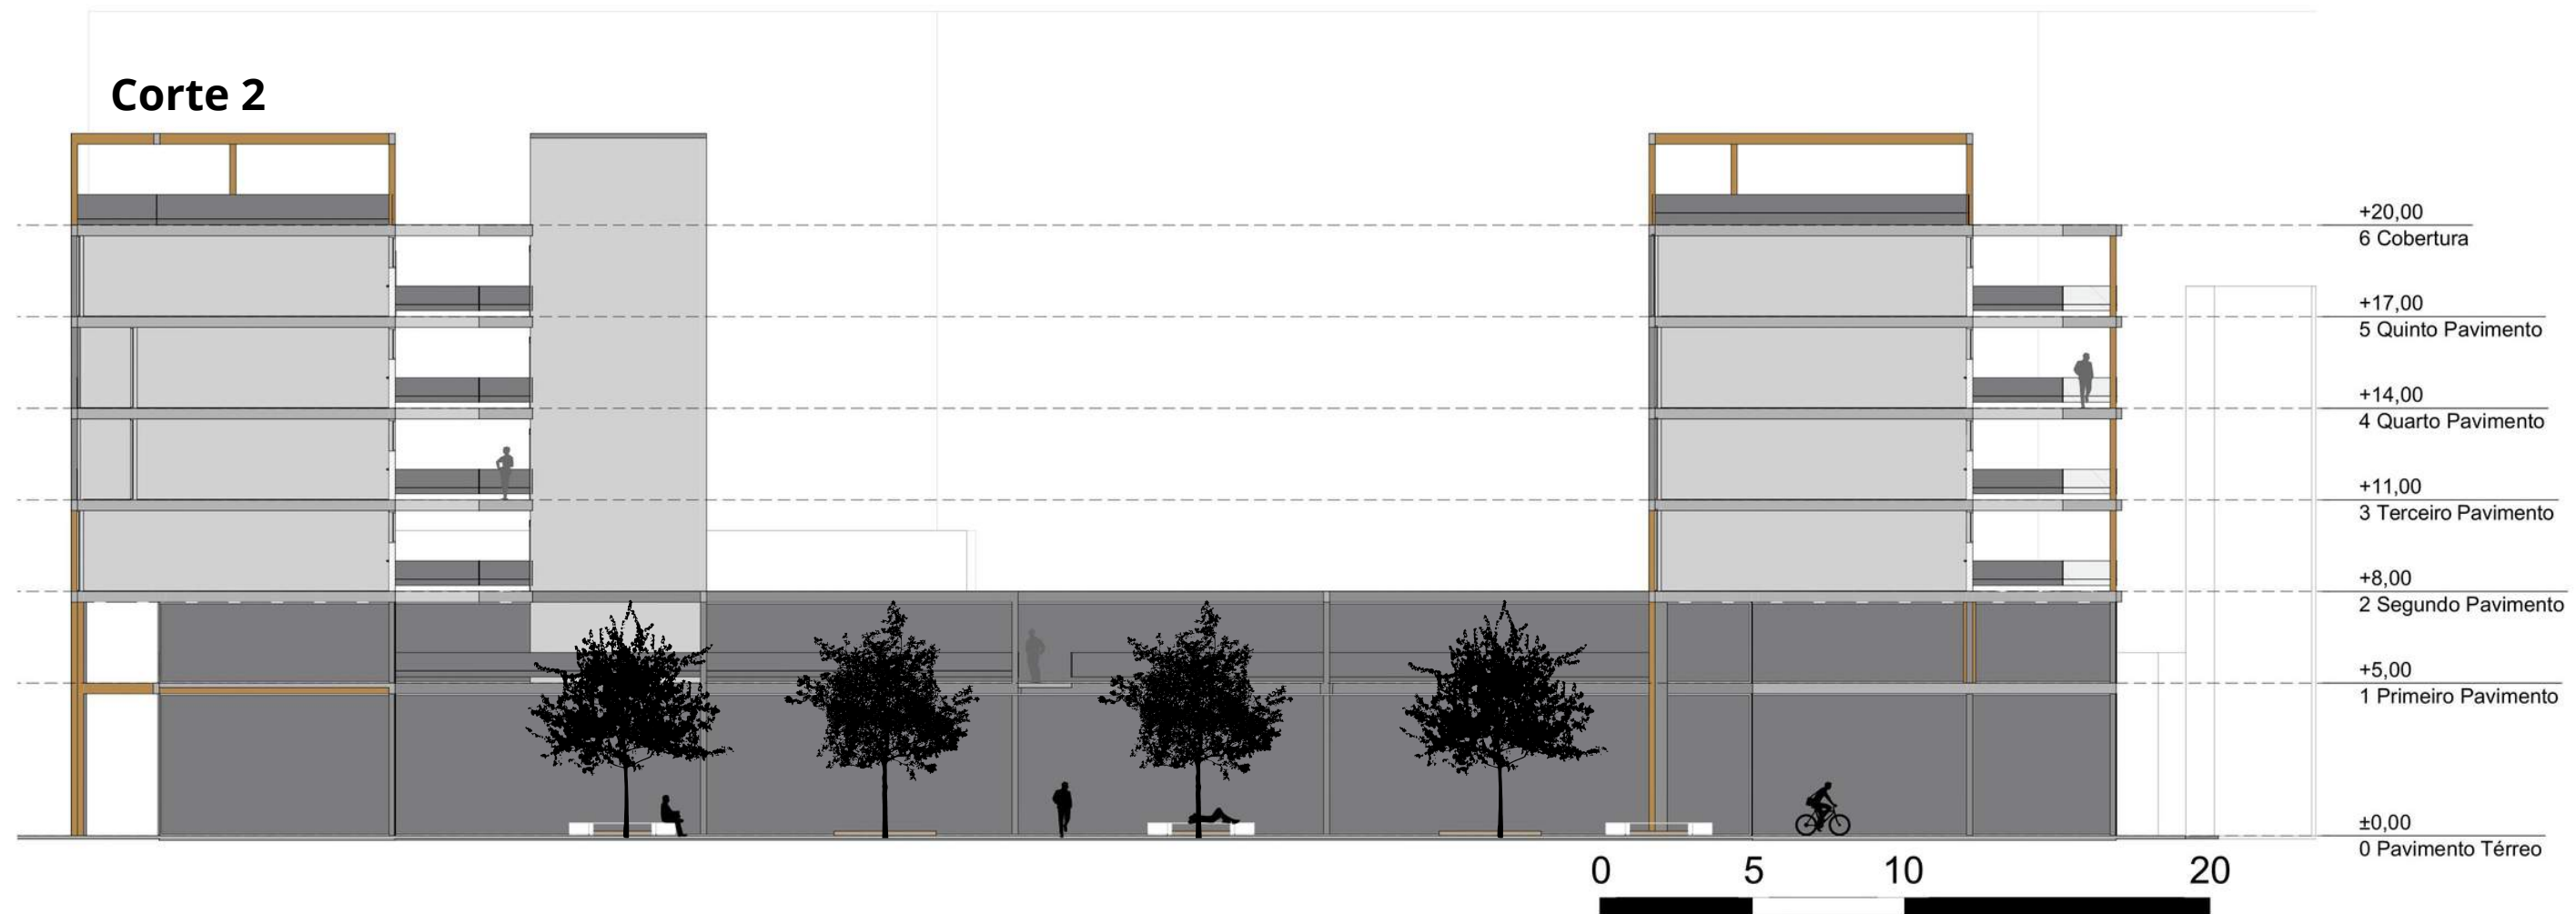 Corte 2
+20,00
6 Cobertura
+17,00
5 Quinto Pavimento
+14,00
4 Quarto Pavimento
+11,00
3 Terceiro Pavimento
+8,00
2 Segundo Pavimento
+5,00
1 Primeiro Pavimento
±0,00
0 Pavimento Térreo
0 5 10 20